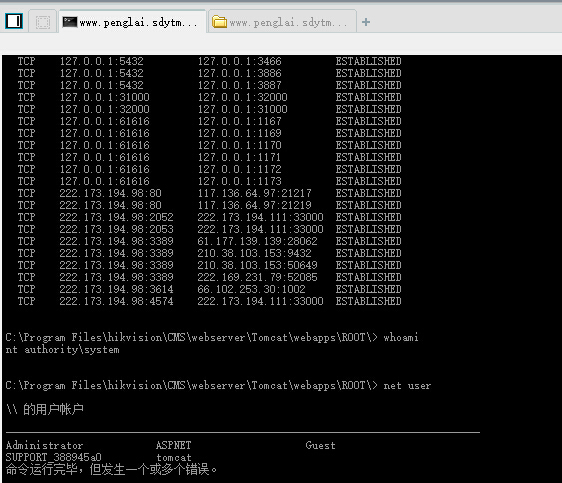 www.penglai.sdytm...
www.penglai.sdytm...
TCP 127.0.0.1:5432 127.0.0.1:3466 ESTABLISHED
TCP 127.0.0.1:5432 127.0.0.1:3886 ESTABLISHED
TCP 127.0.0.1:5432 127.0.0.1:3887 ESTABLISHED
TCP 127.0.0.1:31000 127.0.0.1:32000 ESTABLISHED
TCP 127.0.0.1:32000 127.0.0.1:31000 ESTABLISHED
TCP 127.0.0.1:61616 127.0.0.1:1167 ESTABLISHED
TCP 127.0.0.1:61616 127.0.0.1:1169 ESTABLISHED
TCP 127.0.0.1:61616 127.0.0.1:1170 ESTABLISHED
TCP 127.0.0.1:61616 127.0.0.1:1171 ESTABLISHED
TCP 127.0.0.1:61616 127.0.0.1:1172 ESTABLISHED
TCP 127.0.0.1:61616 127.0.0.1:1173 ESTABLISHED
TCP 222.173.194.98:80 117.136.64.97:21217 ESTABLISHED
TCP 222.173.194.98:80 117.136.64.97:21219 ESTABLISHED
TCP 222.173.194.98:2052 222.173.194.111:33000 ESTABLISHED
TCP 222.173.194.98:2053 222.173.194.111:33000 ESTABLISHED
TCP 222.173.194.98:3389 61.177.139.139:28062 ESTABLISHED
TCP 222.173.194.98:3389 210.38.103.153:9432 ESTABLISHED
TCP 222.173.194.98:3389 210.38.103.153:50649 ESTABLISHED
TCP 222.173.194.98:3389 222.169.231.79:52085 ESTABLISHED
TCP 222.173.194.98:3614 66.102.253.30:1002 ESTABLISHED
TCP 222.173.194.98:4574 222.173.194.111:33000 ESTABLISHED
C:\Program Files\hikvision\CMS\webserver\Tomcat\webapps\ROOT\> whoami
nt authority\system
C:\Program Files\hikvision\CMS\webserver\Tomcat\webapps\ROOT\> net user
\\ 的用户帐户
Administrator ASPNET Guest
SUPPORT_388945a0 tomcat
命令运行完毕，但发生一个或多个错误。